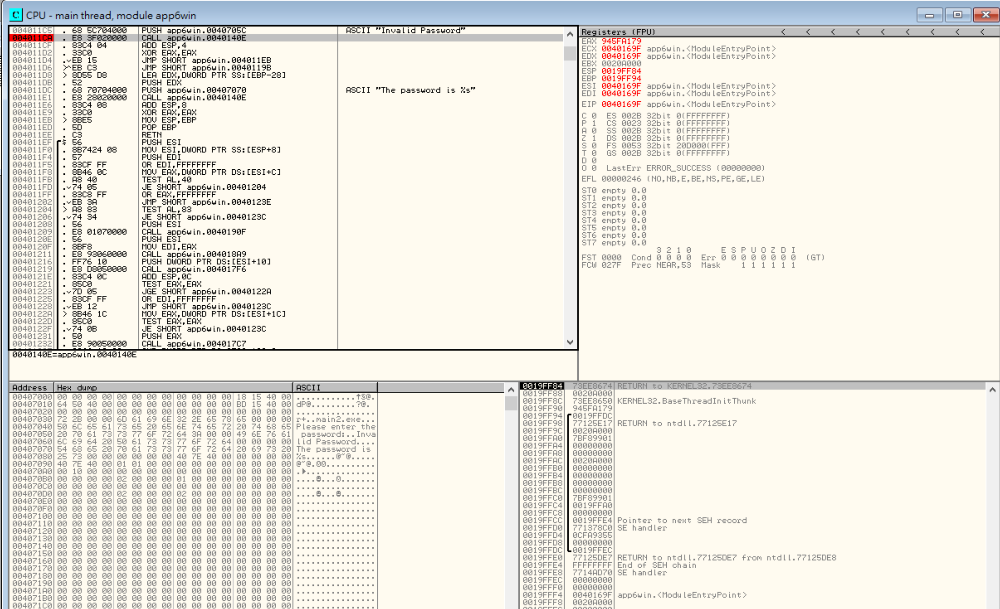 CPU - main thread, module app6win
004011C5 . 68 5C704000 PUSH app6win.0040705C ASCII "Invalid Password"
004011CA . E8 3F020000 CALL app6win.0040140E
004011CF . 83C4 04 ADD ESP,4
004011D2 . 33C0 XOR EAX,EAX
004011D4 .vEB 15 JMP SHORT app6win.004011EB
004011D6 >^EB C3 JMP SHORT app6win.0040119B
004011D8 > 8D55 D8 LEA EDX,DWORD PTR SS:[EBP-28]
004011DB . 52 PUSH EDX
004011DC . 68 70704000 PUSH app6win.00407070 ASCII "The password is %s"
004011E1 . E8 28020000 CALL app6win.0040140E
004011E6 . 83C4 08 ADD ESP,8
004011E9 . 33C0 XOR EAX,EAX
004011EB > 8BE5 MOV ESP,EBP
004011ED . 5D POP EBP
004011EE . C3 RETN
004011EF $ 56 PUSH ESI
004011F0 . 8B7424 08 MOV ESI,DWORD PTR SS:[ESP+8]
004011F4 . 57 PUSH EDI
004011F5 . 83CF FF OR EDI,FFFFFFFF
004011F8 . 8B46 0C MOV EAX,DWORD PTR DS:[ESI+C]
004011FB . A8 40 TEST AL,40
004011FD .v74 05 JE SHORT app6win.00401204
004011FF . 83C8 FF OR EAX,FFFFFFFF
00401202 .vEB 3A JMP SHORT app6win.0040123E
00401204 > A8 83 TEST AL,83
00401206 .v74 34 JE SHORT app6win.0040123C
00401208 . 56 PUSH ESI
00401209 . E8 01070000 CALL app6win.0040190F
0040120E . 56 PUSH ESI
0040120F . 8BF8 MOV EDI,EAX
00401211 . E8 93060000 CALL app6win.004018A9
00401216 . FF76 10 PUSH DWORD PTR DS:[ESI+10]
00401219 . E8 D8050000 CALL app6win.004017F6
0040121E . 83C4 0C ADD ESP,0C
00401221 . 85C0 TEST EAX,EAX
00401223 .v7D 05 JGE SHORT app6win.0040122A
00401225 . 83CF FF OR EDI,FFFFFFFF
00401228 .vEB 12 JMP SHORT app6win.0040123C
0040122A > 8B46 1C MOV EAX,DWORD PTR DS:[ESI+1C]
0040122D . 85C0 TEST EAX,EAX
0040122F .v74 0B JE SHORT app6win.0040123C
00401231 . 50 PUSH EAX
00401232 . E8 90050000 CALL app6win.004017C7
0040140E=app6win.0040140E
Registers (FPU) < < < < < < < < <
EAX 945FA179
ECX 0040169F app6win.<ModuleEntryPoint>
EDX 0040169F app6win.<ModuleEntryPoint>
EBX 0020A000
ESP 0019FF84
EBP 0019FF94
ESI 0040169F app6win.<ModuleEntryPoint>
EDI 0040169F app6win.<ModuleEntryPoint>
EIP 0040169F app6win.<ModuleEntryPoint>
C 0 ES 002B 32bit 0(FFFFFFFF)
P 1 CS 0023 32bit 0(FFFFFFFF)
A 0 SS 002B 32bit 0(FFFFFFFF)
Z 1 DS 002B 32bit 0(FFFFFFFF)
S 0 FS 0053 32bit 20D000(FFF)
T 0 GS 002B 32bit 0(FFFFFFFF)
D 0
O 0 LastErr ERROR_SUCCESS (00000000)
EFL 00000246 (NO,NB,E,BE,NS,PE,GE,LE)
ST0 empty 0.0
ST1 empty 0.0
ST2 empty 0.0
ST3 empty 0.0
ST4 empty 0.0
ST5 empty 0.0
ST6 empty 0.0
ST7 empty 0.0
3 2 1 0 E S P U O Z D I
FST 0000 Cond 0 0 0 0 Err 0 0 0 0 0 0 0 0 (GT)
FCW 027F Prec NEAR,53 Mask 1 1 1 1 1 1
Address Hex dump ASCII
00407000 00 00 00 00 00 00 00 00 00 00 00 00 18 15 40 00 ............↑§@.
00407010 64 50 40 00 00 00 00 00 00 00 00 00 BD 15 40 00 dP@.........?@.
00407020 00 00 00 00 00 00 00 00 00 00 00 00 00 00 00 00 ................
00407030 72 2B 00 00 6D 61 69 6E 32 2E 65 78 65 00 00 00 r+..main2.exe...
00407040 50 6C 65 61 73 65 20 65 6E 74 65 72 20 74 68 65 Please enter the
00407050 20 70 61 73 73 77 6F 72 64 3A 00 00 49 6E 76 61 password:..Inva
00407060 6C 69 64 20 50 61 73 73 77 6F 72 64 00 00 00 00 lid Password....
00407070 54 68 65 20 70 61 73 73 77 6F 72 64 20 69 73 20 The password is
00407080 25 73 00 00 00 00 00 00 40 7E 40 00 00 00 00 00 %s......@~@.....
00407090 40 7E 40 00 01 01 00 00 00 00 00 00 00 00 00 00 @~@.☺☺..........
004070A0 00 10 00 00 00 00 00 00 00 00 00 00 00 00 00 00 .►..............
004070B0 00 00 00 00 02 00 00 00 01 00 00 00 00 00 00 00 ....☻...☺.......
004070C0 00 00 00 00 00 00 00 00 00 00 00 00 00 00 00 00 ................
004070D0 00 00 00 00 02 00 00 00 02 00 00 00 00 00 00 00 ....☻...☻.......
004070E0 00 00 00 00 00 00 00 00 00 00 00 00 00 00 00 00 ................
004070F0 00 00 00 00 00 00 00 00 00 00 00 00 00 00 00 00 ................
00407100 00 00 00 00 00 00 00 00 00 00 00 00 00 00 00 00 ................
00407110 00 00 00 00 00 00 00 00 00 00 00 00 00 00 00 00 ................
00407120 00 00 00 00 00 00 00 00 00 00 00 00 00 00 00 00 ................
00407130 00 00 00 00 00 00 00 00 00 00 00 00 00 00 00 00 ................
00407140 00 00 00 00 00 00 00 00 00 00 00 00 00 00 00 00 ................
00407150 00 00 00 00 00 00 00 00 00 00 00 00 00 00 00 00 ................
00407160 00 00 00 00 00 00 00 00 00 00 00 00 00 00 00 00 ................
00407170 00 00 00 00 00 00 00 00 00 00 00 00 00 00 00 00 ................
00407180 00 00 00 00 00 00 00 00 00 00 00 00 00 00 00 00 ................
00407190 00 00 00 00 00 00 00 00 00 00 00 00 00 00 00 00 ................
004071A0 00 00 00 00 00 00 00 00 00 00 00 00 00 00 00 00 ................
004071B0 00 00 00 00 00 00 00 00 00 00 00 00 00 00 00 00 ................
004071C0 00 00 00 00 00 00 00 00 00 00 00 00 00 00 00 00 ................
0019FF84 73EE8674 RETURN to KERNEL32.73EE8674
0019FF88 0020A000
0019FF8C 73EE8650 KERNEL32.BaseThreadInitThunk
0019FF90 945FA179
0019FF94 0019FFDC
0019FF98 77125E17 RETURN to ntdll.77125E17
0019FF9C 0020A000
0019FFA0 7BF89901
0019FFA4 00000000
0019FFA8 00000000
0019FFAC 0020A000
0019FFB0 00000000
0019FFB4 00000000
0019FFB8 00000000
0019FFBC 00000000
0019FFC0 7BF89901
0019FFC4 0019FFA0
0019FFC8 00000000
0019FFCC 0019FFE4 Pointer to next SEH record
0019FFD0 771378C0 SE handler
0019FFD4 0CFA9355
0019FFD8 00000000
0019FFDC 0019FFEC
0019FFE0 77125DE7 RETURN to ntdll.77125DE7 from ntdll.77125DE8
0019FFE4 FFFFFFFF End of SEH chain
0019FFE8 7714AD70 SE handler
0019FFEC 00000000
0019FFF0 00000000
0019FFF4 0040169F app6win.<ModuleEntryPoint>
0019FFF8 0020A000